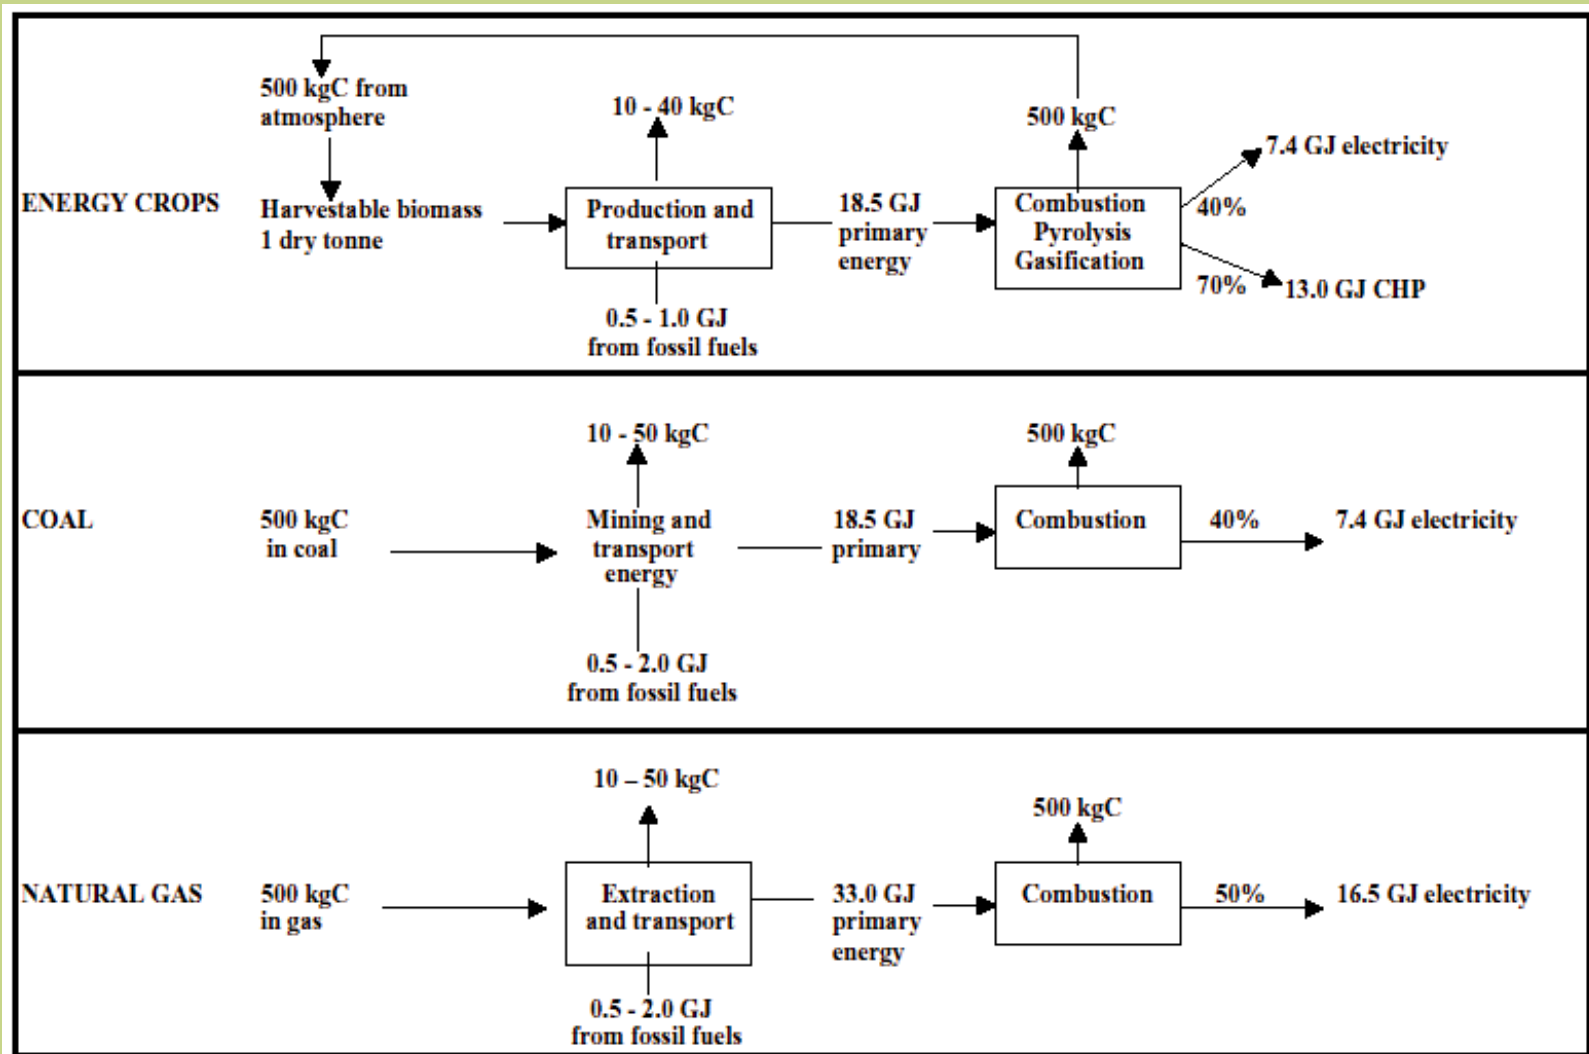 500 kgC from
atmosphere
10 - 40 kgC
500 kgC
7.4 GJ electricity
ENERGY CROPS
Harvestable biomass
1 dry tonne
Production and
transport
18.5 GJ
primary
energy
Combustion
Pyrolysis
Gasification
40%
70%
13.0 GJ CHP
0.5 - 1.0 GJ
from fossil fuels
10 - 50 kgC
500 kgC
COAL
500 kgC
in coal
Mining and
transport
energy
18.5 GJ
primary
Combustion
40%
7.4 GJ electricity
0.5 - 2.0 GJ
from fossil fuels
10 – 50 kgC
500 kgC
NATURAL GAS
500 kgC
in gas
Extraction
and transport
33.0 GJ
primary
energy
Combustion
50%
16.5 GJ electricity
0.5 - 2.0 GJ
from fossil fuels